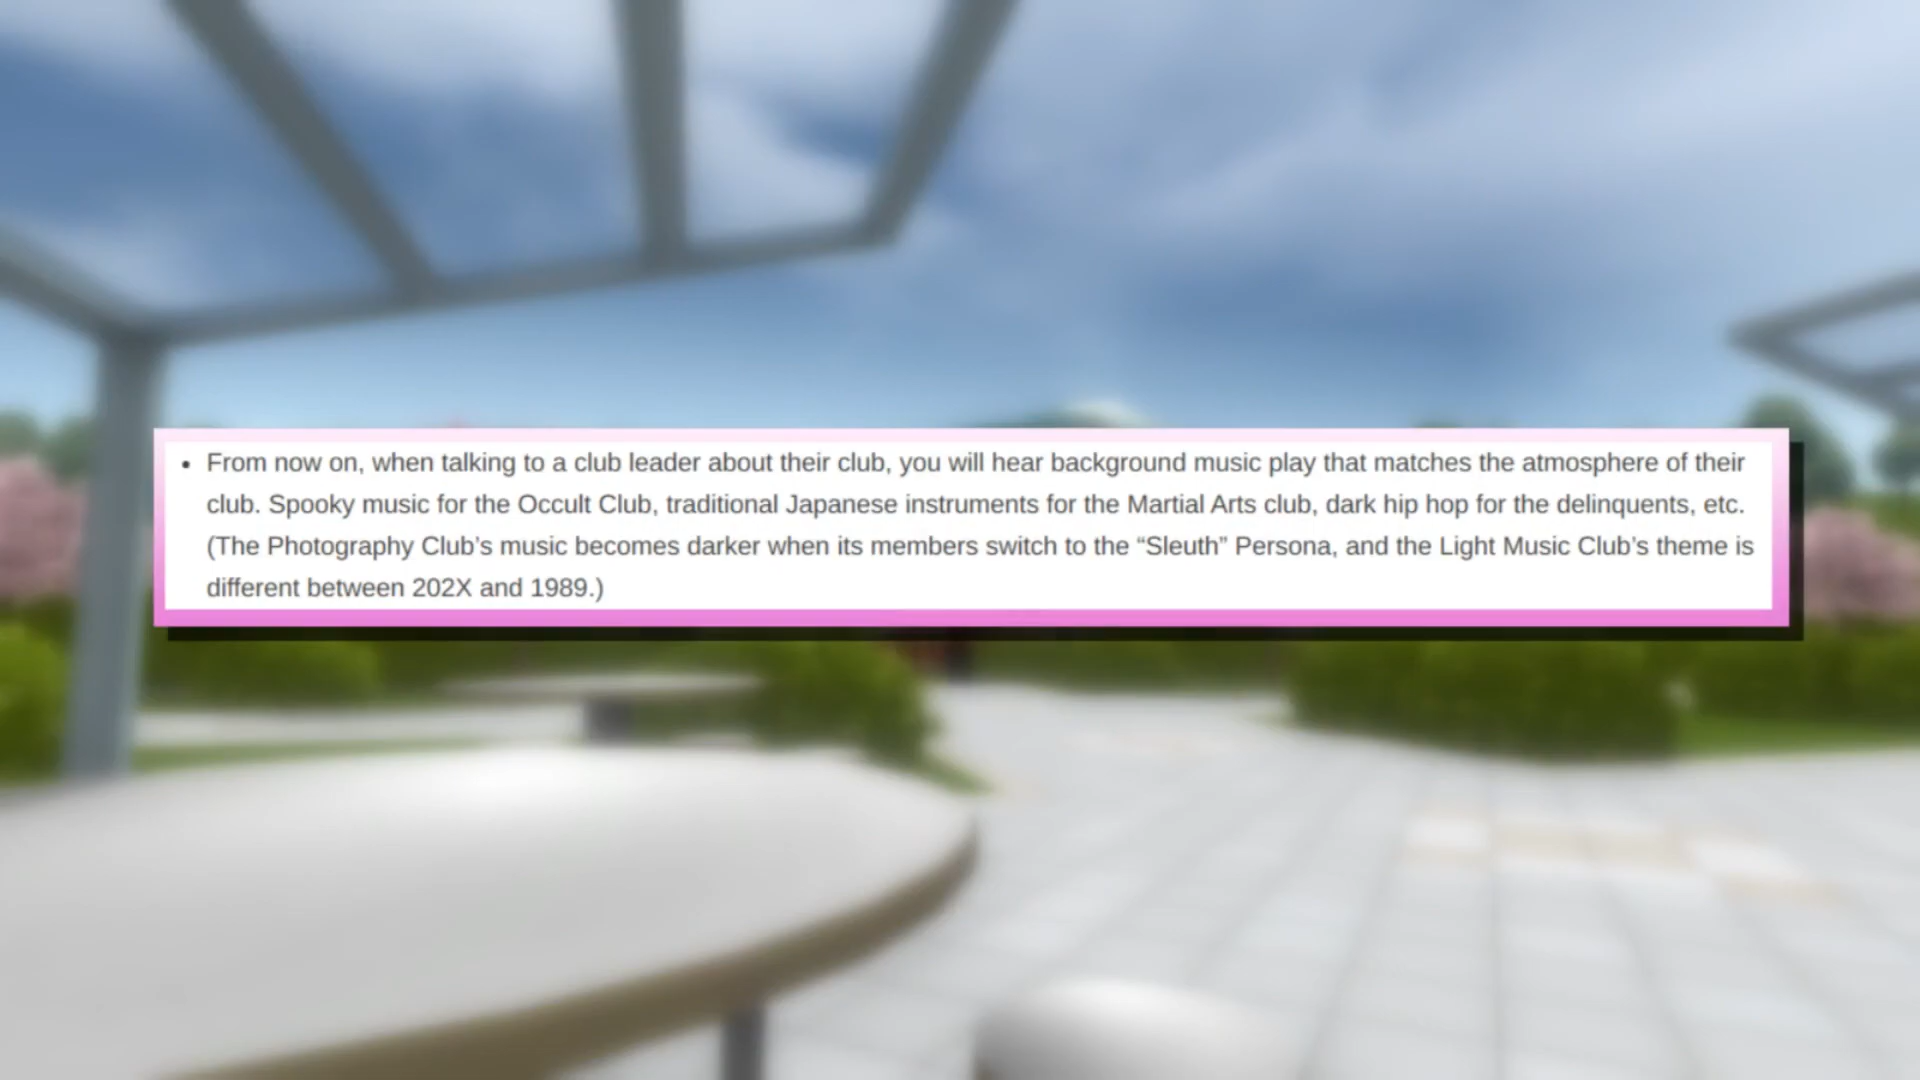 • From now on, when talking to a club leader about their club, you will hear background music play that matches the atmosphere of their
club. Spooky music for the Occult Club, traditional Japanese instruments for the Martial Arts club, dark hip hop for the delinquents, etc.
(The Photography Club’s music becomes darker when its members switch to the “Sleuth” Persona, and the Light Music Club’s theme is
different between 202X and 1989.)